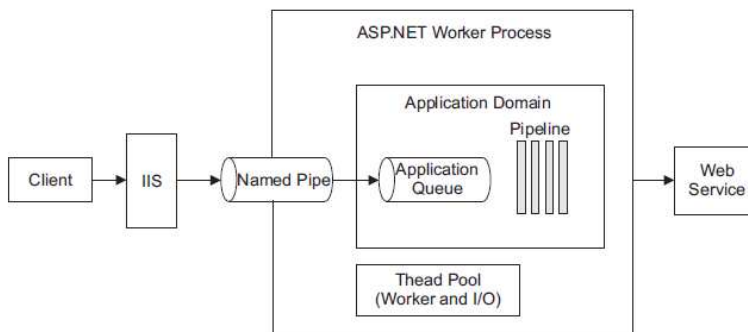 ASP.NET Worker Process
Application Domain
Pipeline
Client
IIS
Named Pipe
Application
Queue
Web
Service
Thead Pool
(Worker and I/O)